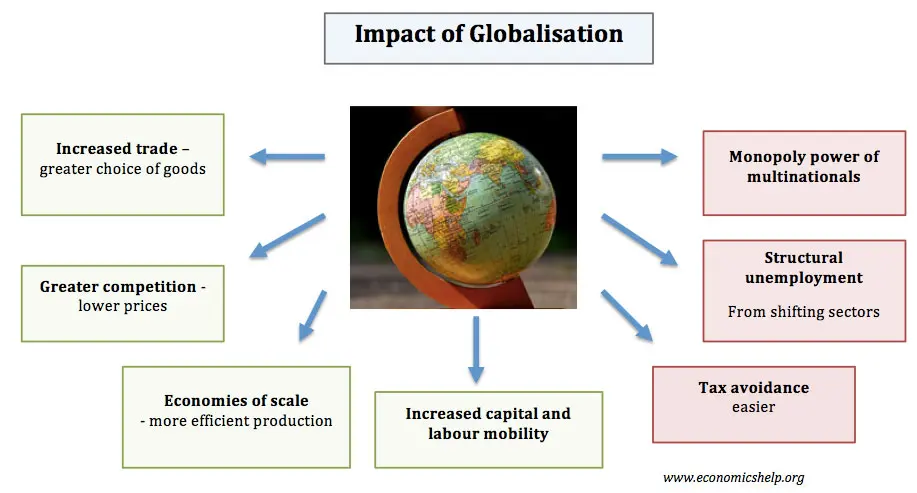 Impact of Globalisation
Increased trade –
greater choice of goods
Greater competition -
lower prices
Economies of scale
- more efficient production
Increased capital and
labour mobility
Monopoly power of
multinationals
Structural
unemployment
From shifting sectors
Tax avoidance
easier
www.economicshelp.org